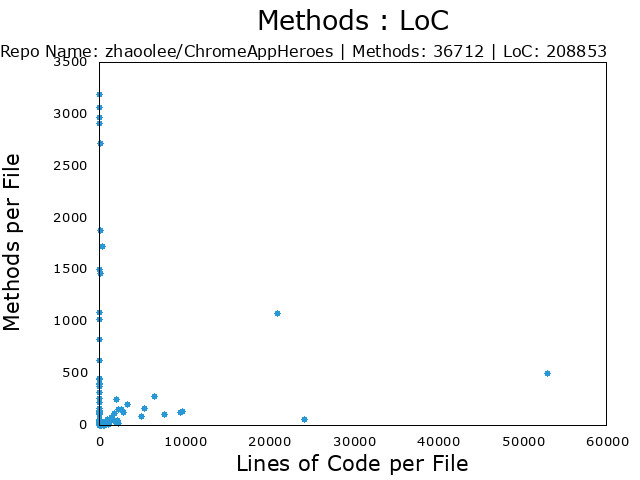 Methods : LoC
Repo Name: zhaoolee/ChromeAppHeroes | Methods: 36712 | LoC: 208853
Methods per File
3500
3000
2500
2000
1500
1000
500
0
0 10000 20000 30000 40000 50000 60000
Lines of Code per File